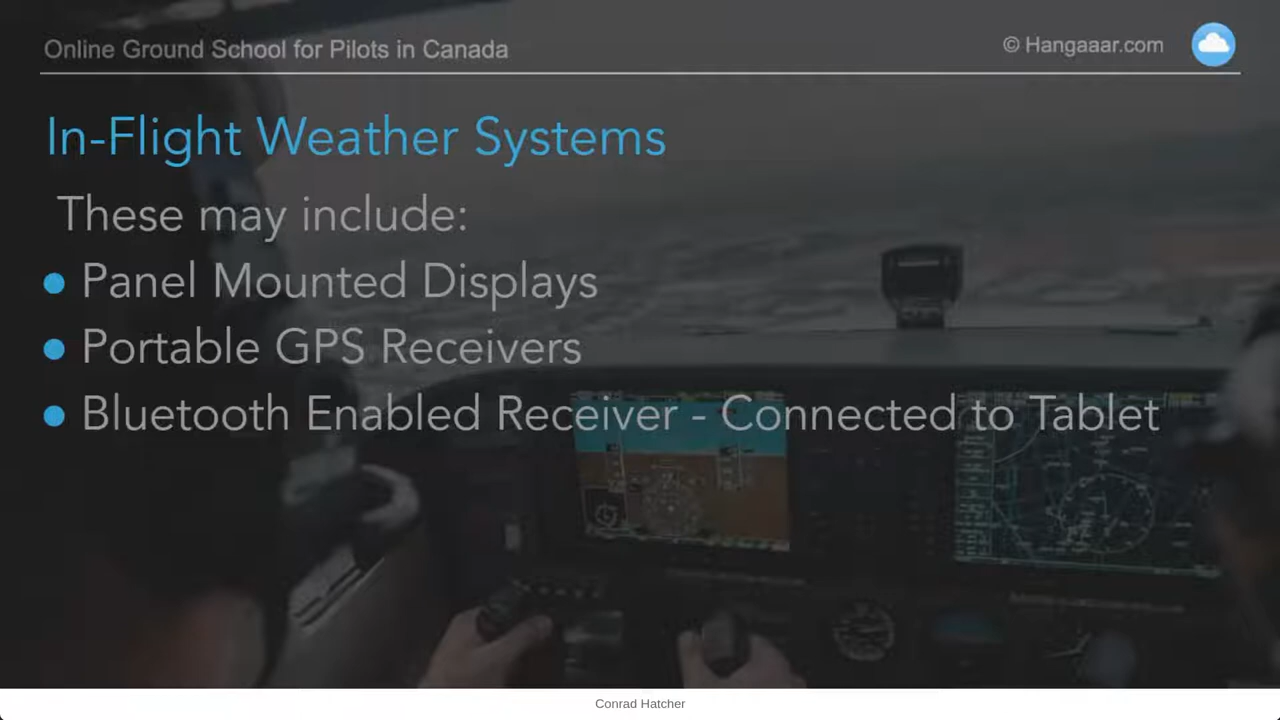 Online Ground School for Pilots in Canada
© Hangaaar.com
In-Flight Weather Systems
These may include:
Panel Mounted Displays
Portable GPS Receivers
Bluetooth Enabled Receiver - Connected to Tablet
Conrad Hatcher